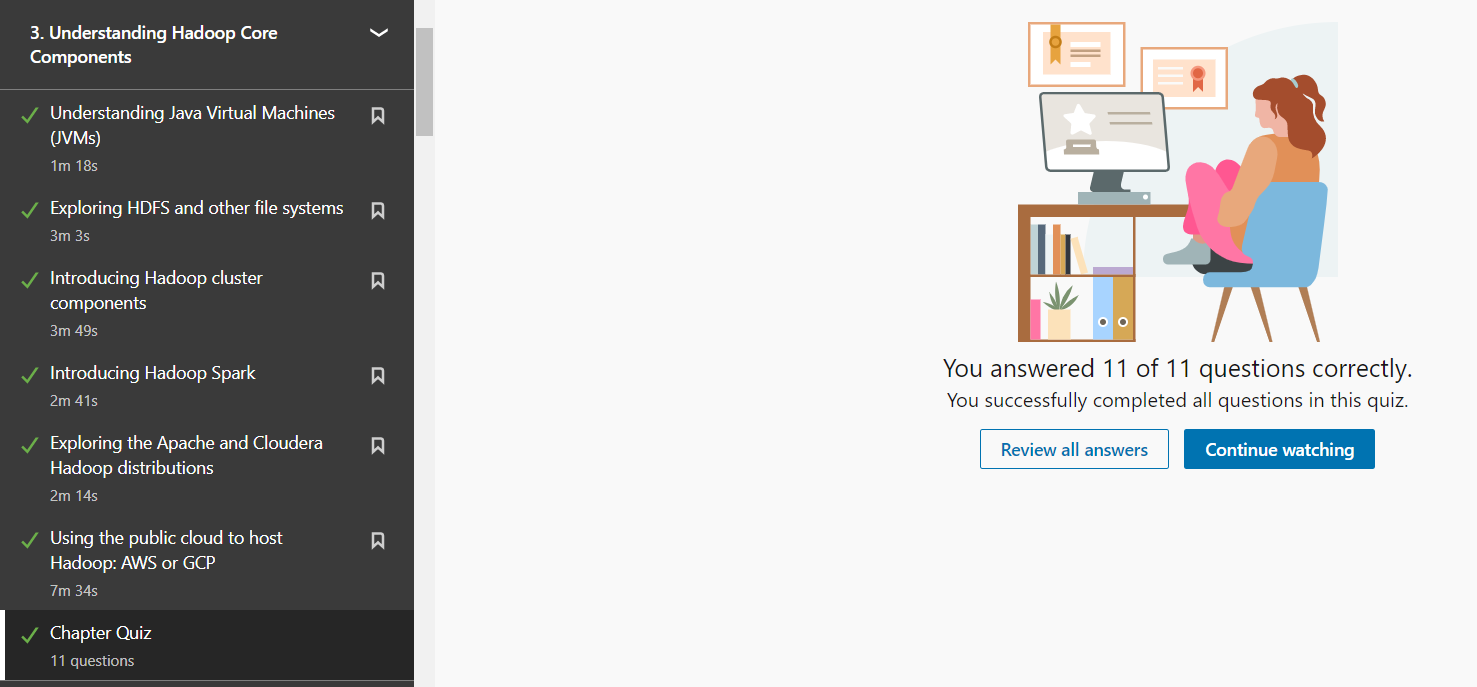 3. Understanding Hadoop Core
Components
Understanding Java Virtual Machines
(JVMs)
1m 18s
Exploring HDFS and other file systems
3m 3s
Introducing Hadoop cluster
components
3m 49s
Introducing Hadoop Spark
2m 41s
Exploring the Apache and Cloudera
Hadoop distributions
2m 14s
Using the public cloud to host
Hadoop: AWS or GCP
7m 34s
Chapter Quiz
11 questions
You answered 11 of 11 questions correctly.
You successfully completed all questions in this quiz.
Review all answers
Continue watching